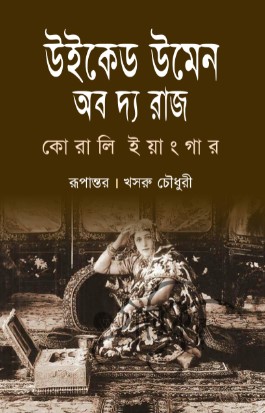 উইকেড উমেন
অব দ্য রাজ
কোরালি ইয়াংগার
রূপান্তর । খসরু চৌধুরী